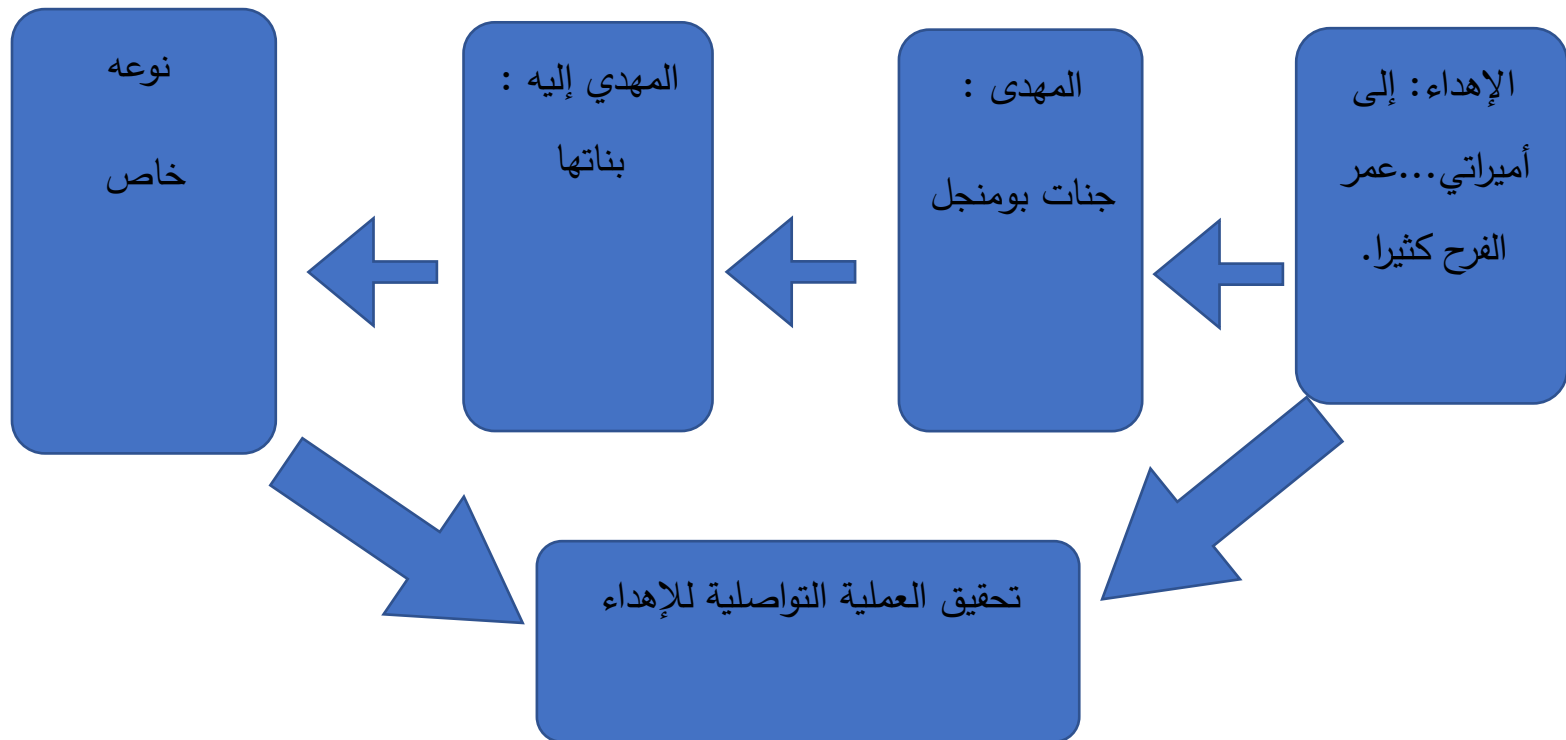 الإهداء: إلى
أميراتي...عمر
الفرح كثيرا.
المهدى :
جنات بومنجل
المهدي إليه :
بناتها
نوعه
خاص
تحقيق العملية التواصلية للإهداء